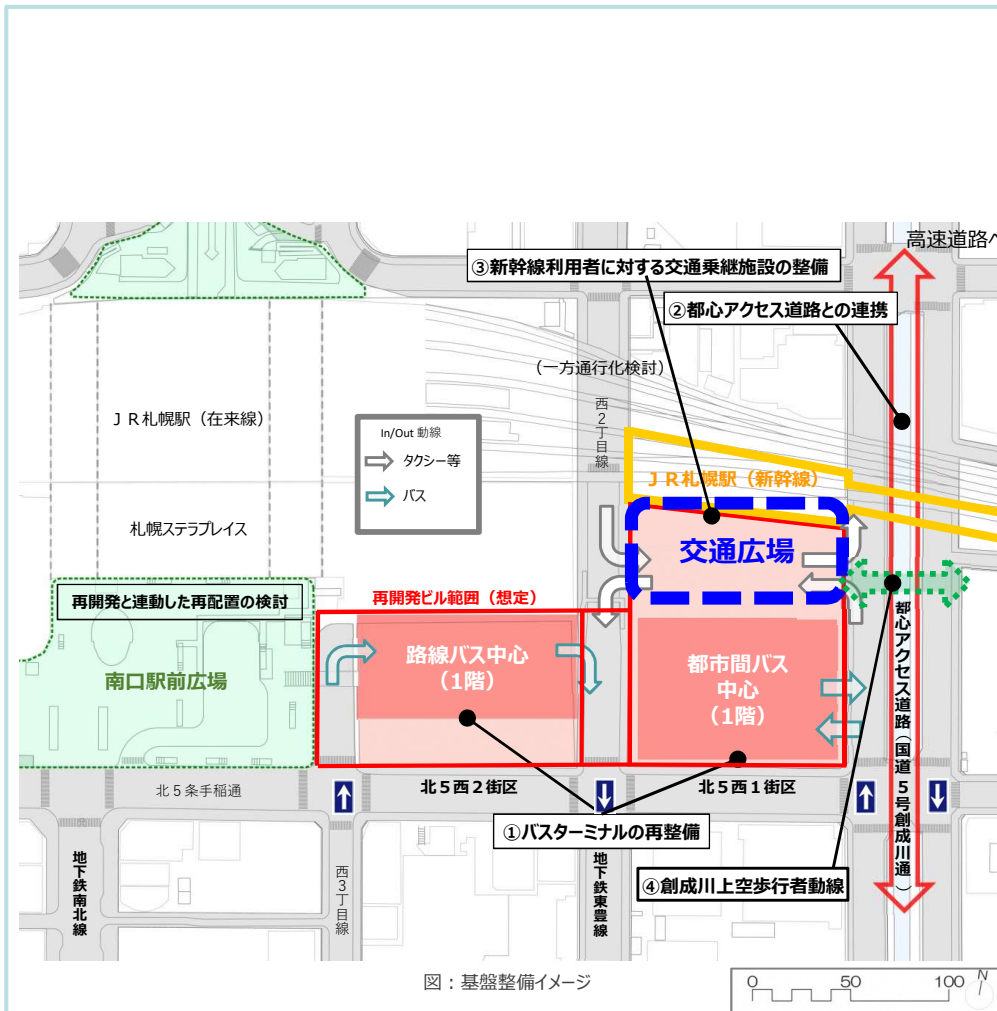 高速道路へ
③新幹線利用者に対する交通乗継施設の整備
②都心アクセス道路との連携
（一方通行化検討）
西2丁目線
ＪＲ札幌駅（在来線）
In/Out 動線
タクシー等
バス
ＪＲ札幌駅（新幹線）
札幌ステラプレイス
交通広場
再開発と連動した再配置の検討
再開発ビル範囲（想定）
南口駅前広場
路線バス中心
（1階）
都市間バス
中心
（1階）
都心アクセス道路（国道5号創成川通）
北５条手稲通
北５西２街区
北５西１街区
①バスターミナルの再整備
④創成川上空歩行者動線
地下鉄南北線
西3丁目線
地下鉄東豊線
図：基盤整備イメージ
0 50 100 N